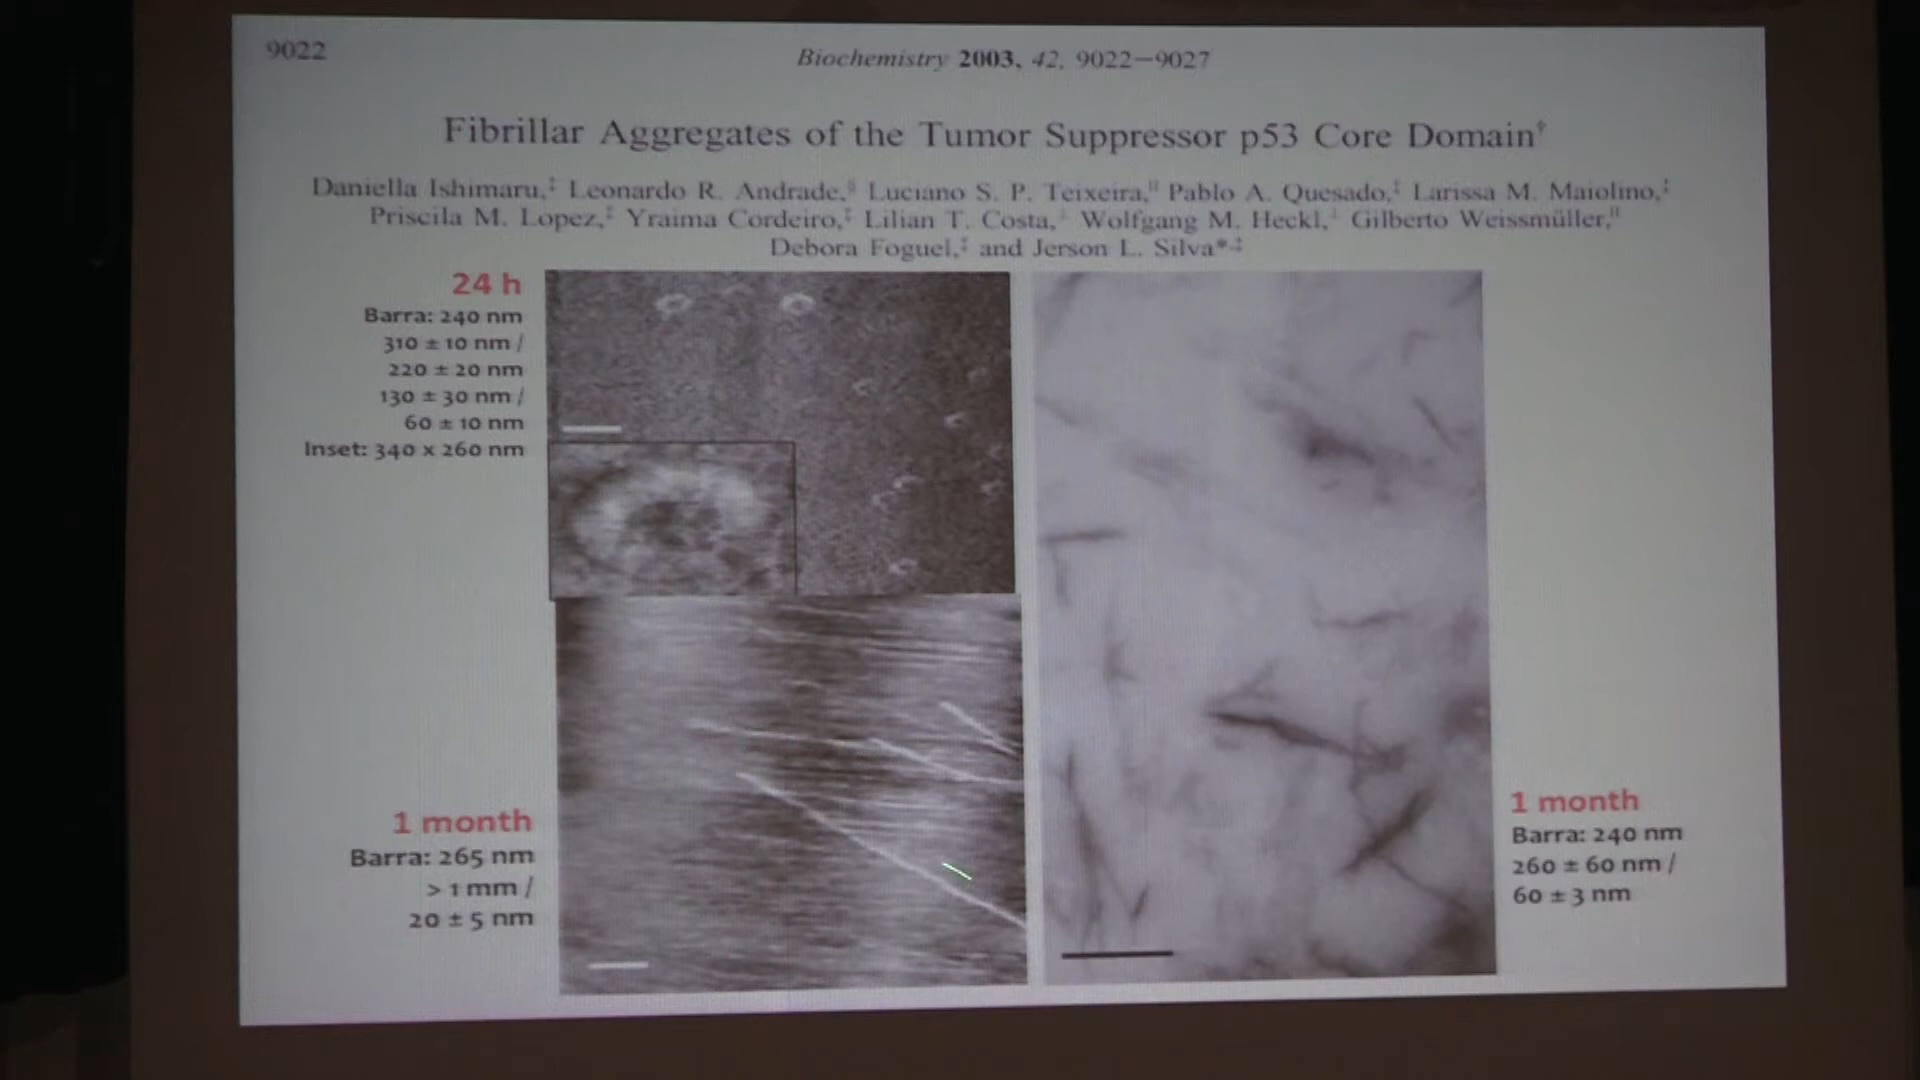 9022
Biochemistry 2003, 42, 9022−9027
Fibrillar Aggregates of the Tumor Suppressor p53 Core Domain†
Daniella Ishimaru,‡ Leonardo R. Andrade,§ Luciano S. P. Teixeira,‖ Pablo A. Quesado,‡ Larissa M. Maiolino,‡
Priscila M. Lopez,‡ Yraima Cordeiro,‡ Lilian T. Costa,⊥ Wolfgang M. Heckl,⊥ Gilberto Weissmüller,‖
Debora Foguel,‡ and Jerson L. Silva*,‡
24 h
Barra: 240 nm
310 ± 10 nm /
220 ± 20 nm
130 ± 30 nm /
60 ± 10 nm
Inset: 340 x 260 nm
1 month
Barra: 265 nm
> 1 mm /
20 ± 5 nm
1 month
Barra: 240 nm
260 ± 60 nm /
60 ± 3 nm